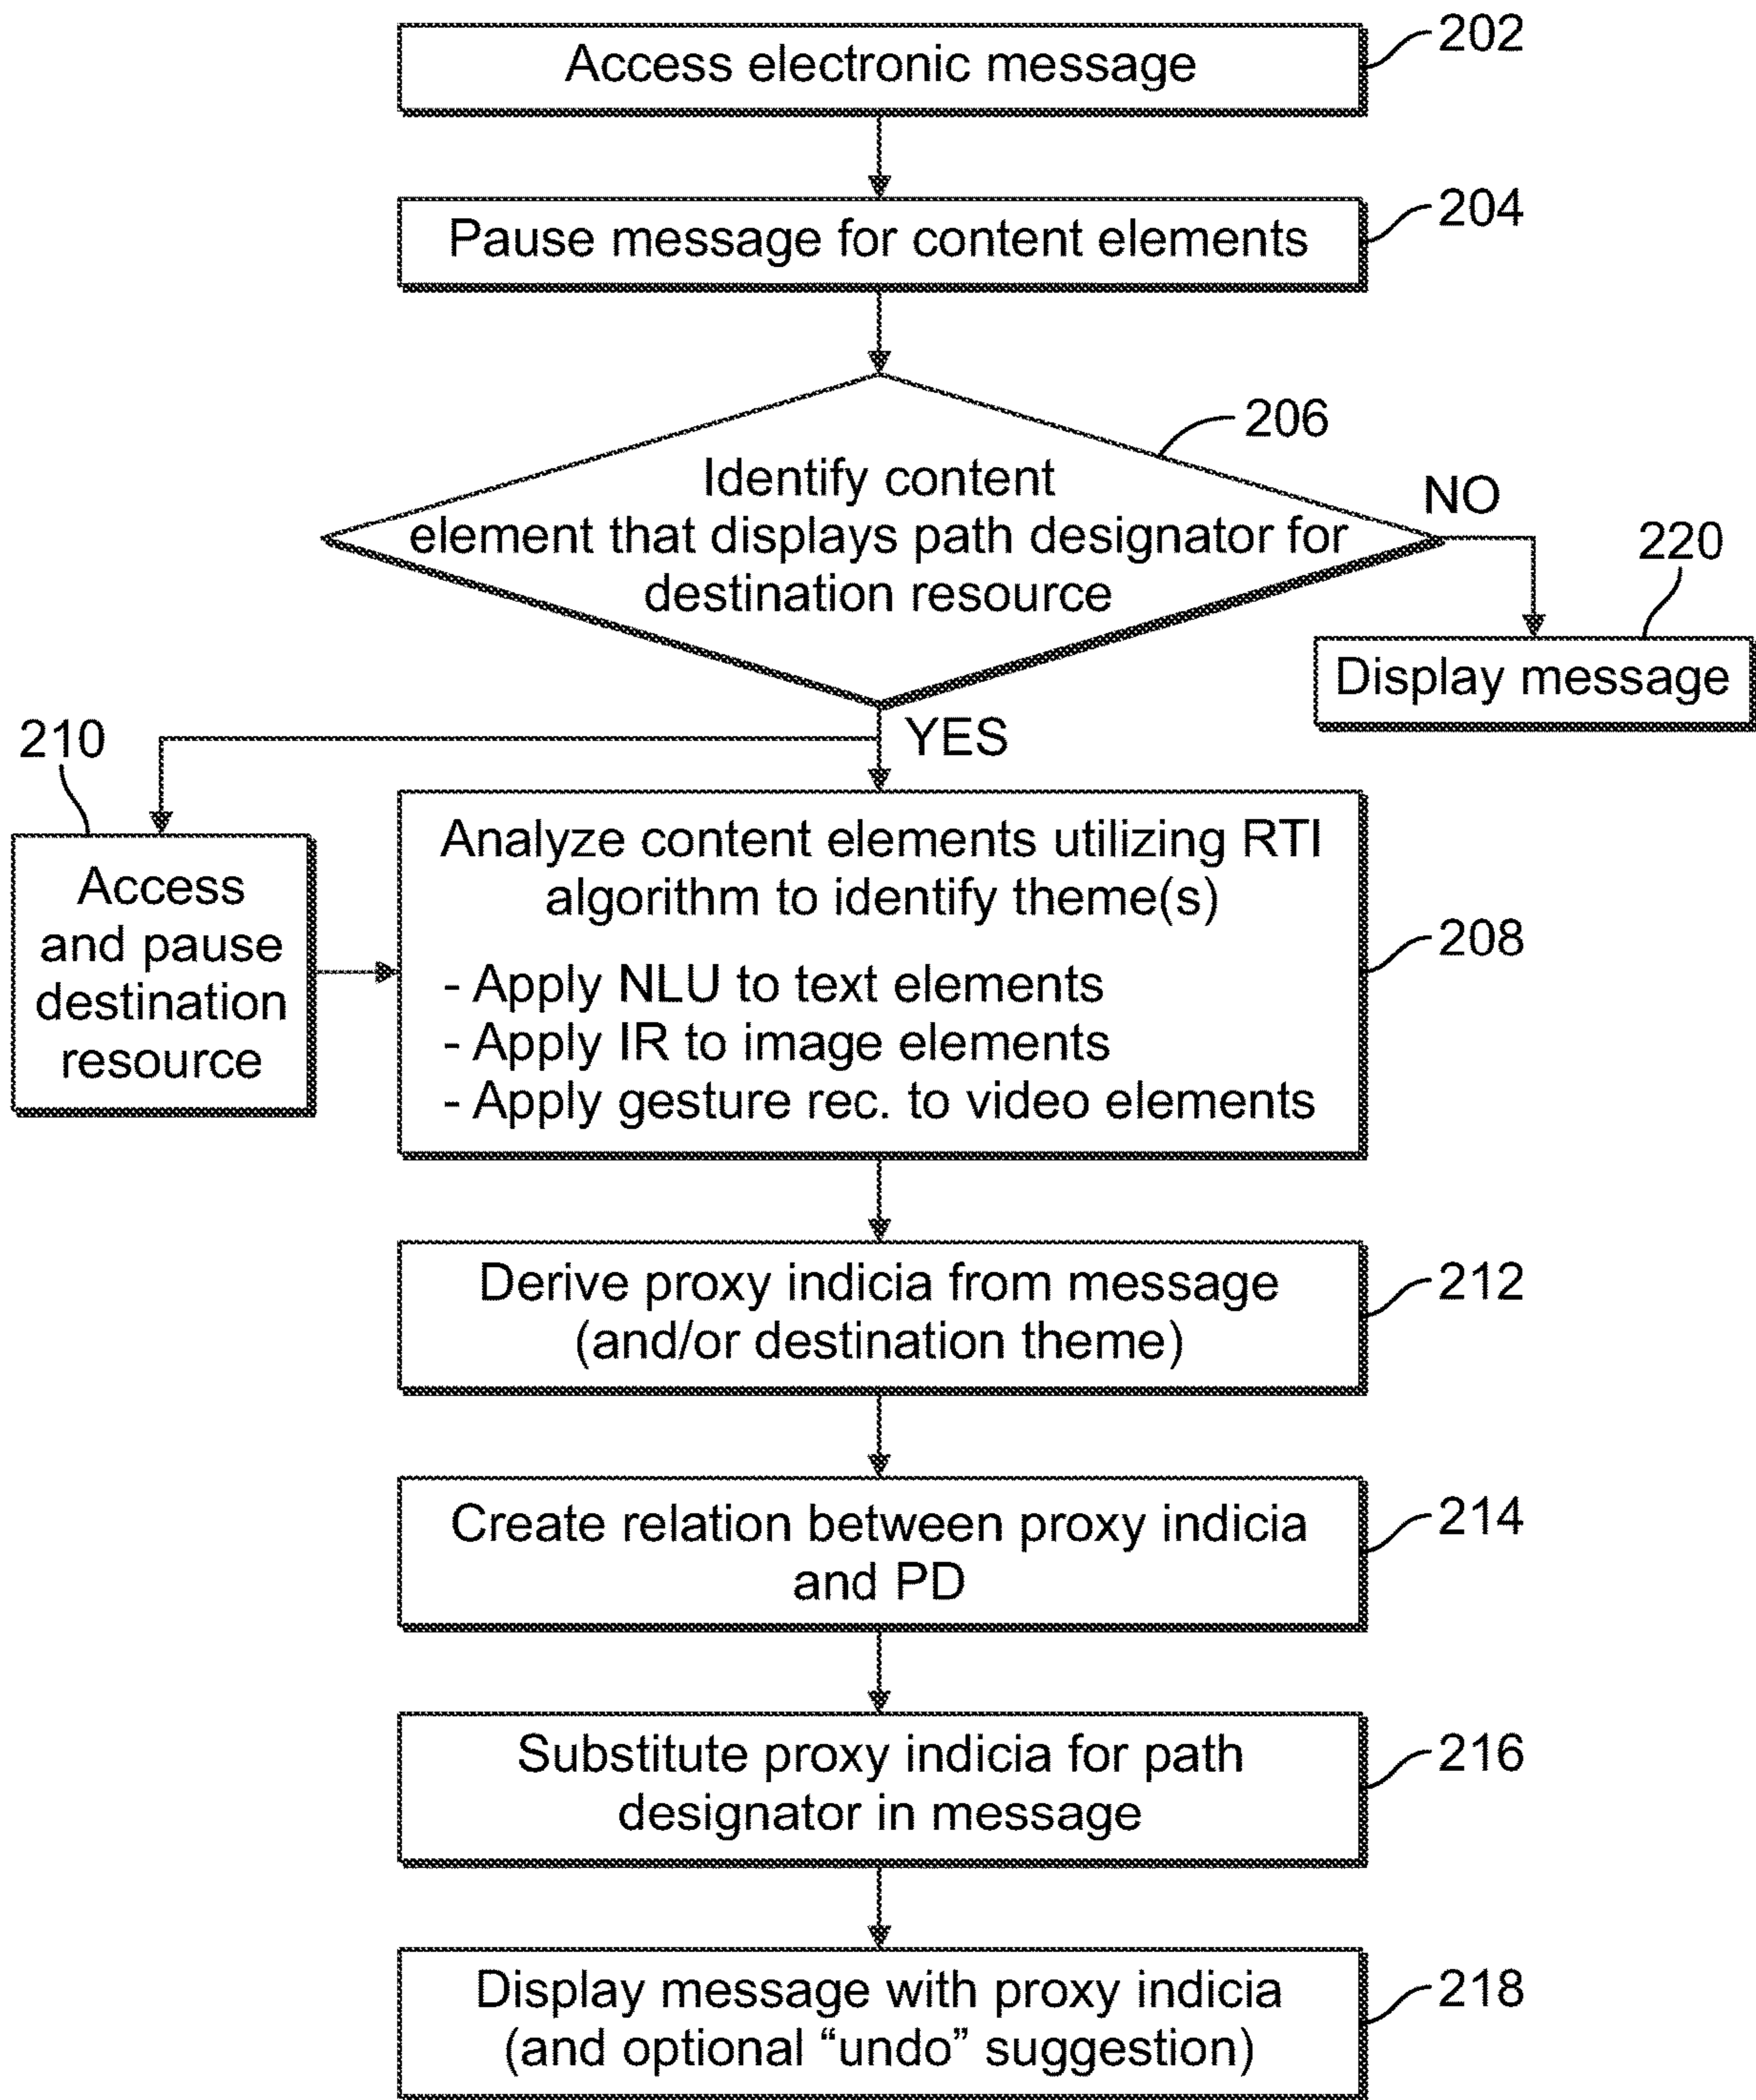 Access electronic message
202
Pause message for content elements
204
206
Identify content
element that displays path designator for
destination resource
NO
220
Display message
YES
210
Access
and pause
destination
resource
Analyze content elements utilizing RTI
algorithm to identify theme(s)
- Apply NLU to text elements
- Apply IR to image elements
- Apply gesture rec. to video elements
208
Derive proxy indicia from message
(and/or destination theme)
212
Create relation between proxy indicia
and PD
214
Substitute proxy indicia for path
designator in message
216
Display message with proxy indicia
(and optional “undo” suggestion)
218